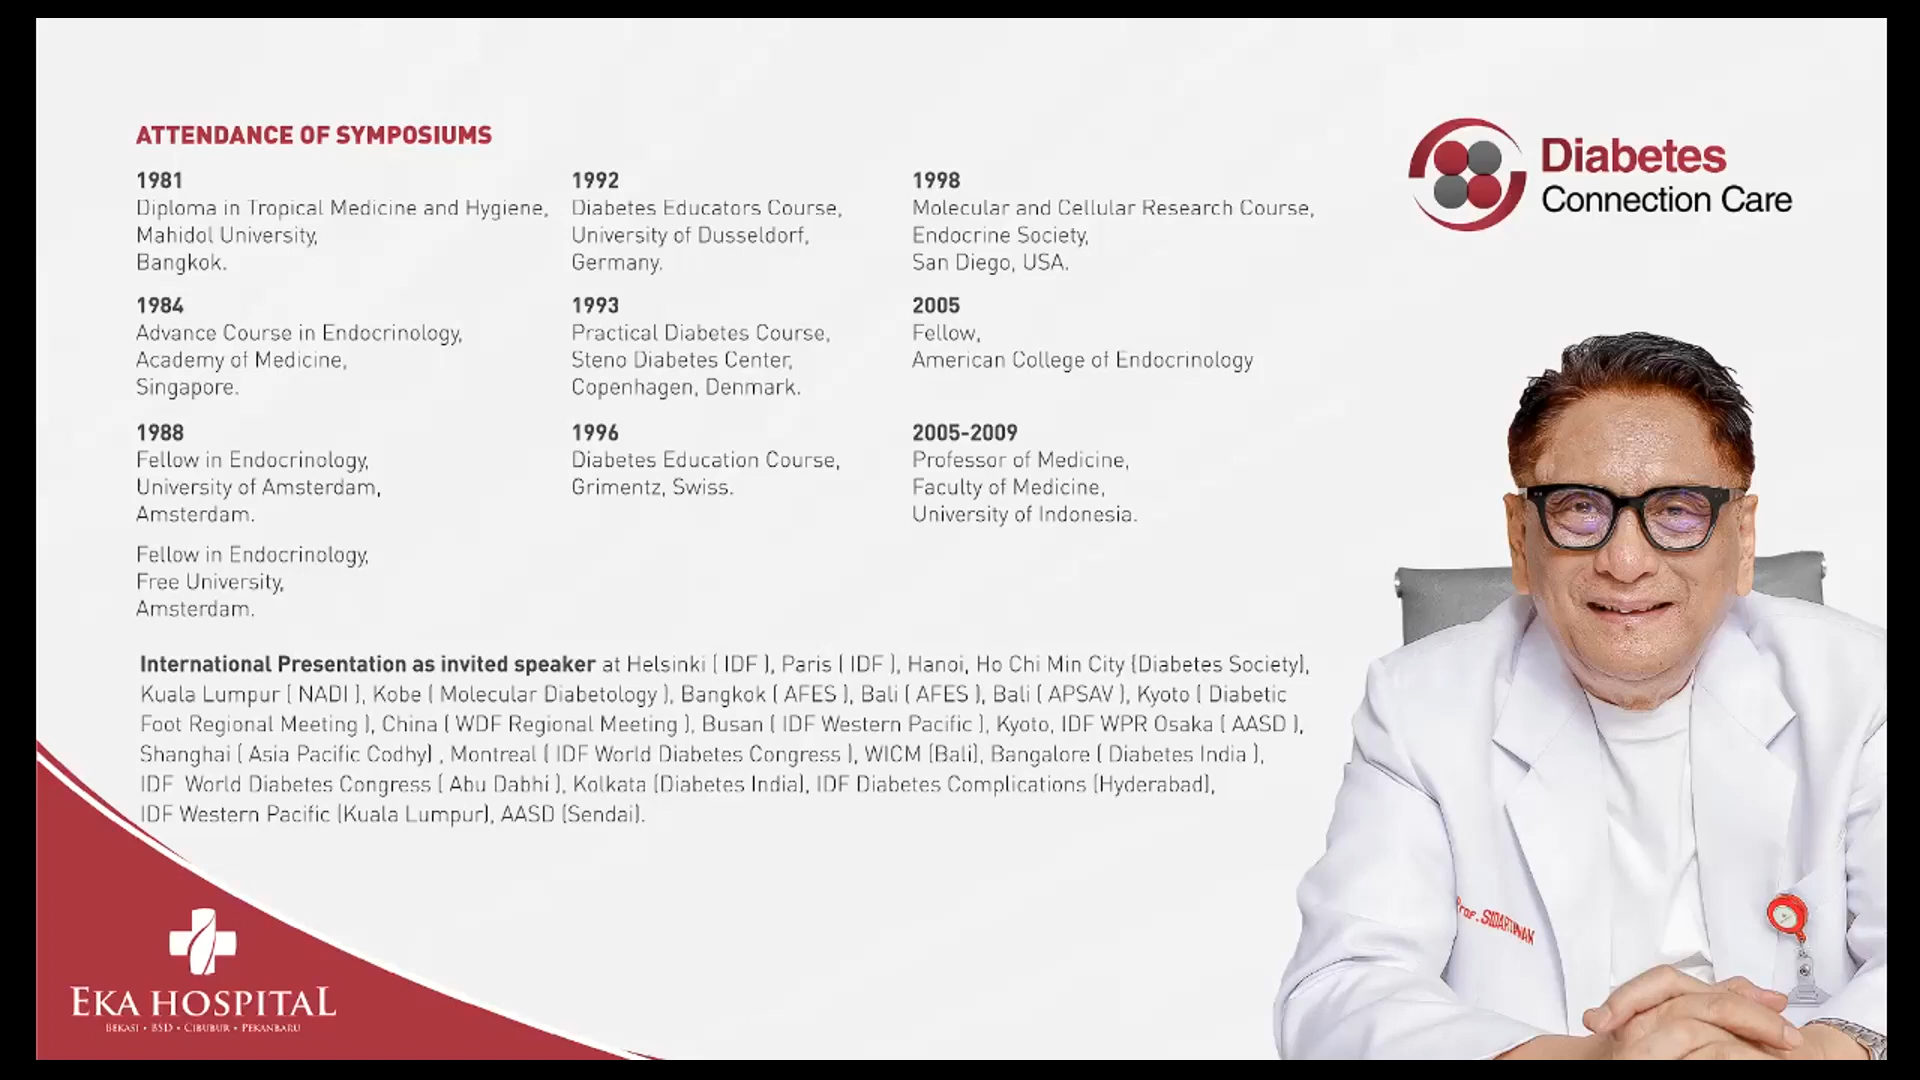 ATTENDANCE OF SYMPOSIUMS
1981
Diploma in Tropical Medicine and Hygiene,
Mahidol University,
Bangkok.
1984
Advance Course in Endocrinology,
Academy of Medicine,
Singapore.
1988
Fellow in Endocrinology,
University of Amsterdam,
Amsterdam.
Fellow in Endocrinology,
Free University,
Amsterdam.
1992
Diabetes Educators Course,
University of Dusseldorf,
Germany.
1993
Practical Diabetes Course,
Steno Diabetes Center,
Copenhagen, Denmark.
1996
Diabetes Education Course,
Grimentz, Swiss.
1998
Molecular and Cellular Research Course,
Endocrine Society,
San Diego, USA.
2005
Fellow,
American College of Endocrinology
2005-2009
Professor of Medicine,
Faculty of Medicine,
University of Indonesia.
Diabetes
Connection Care
International Presentation as invited speaker at Helsinki ( IDF ), Paris ( IDF ), Hanoi, Ho Chi Min City (Diabetes Society),
Kuala Lumpur ( NADI ), Kobe ( Molecular Diabetology ), Bangkok ( AFES ), Bali ( AFES ), Bali ( APSAV ), Kyoto ( Diabetic
Foot Regional Meeting ), China ( WDF Regional Meeting ), Busan ( IDF Western Pacific ), Kyoto, IDF WPR Osaka ( AASD ),
Shanghai ( Asia Pacific Codhy) , Montreal ( IDF World Diabetes Congress ), WICM (Bali), Bangalore ( Diabetes India ),
IDF World Diabetes Congress ( Abu Dabhi ), Kolkata (Diabetes India), IDF Diabetes Complications (Hyderabad),
IDF Western Pacific (Kuala Lumpur), AASD (Sendai).
Prof. SIDARTAWAN
EKA HOSPITAL
BEKASI • BSD • CIBUBUR • PEKANBARU